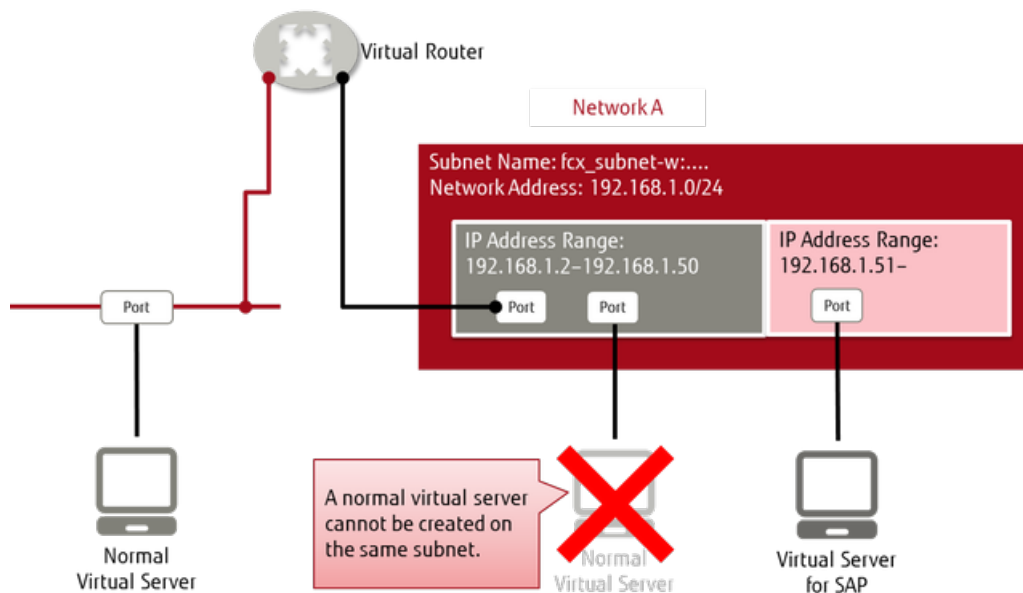 Virtual Router
Network A
Subnet Name: fcx_subnet-w:....
Network Address: 192.168.1.0/24
IP Address Range:
192.168.1.2–192.168.1.50
IP Address Range:
192.168.1.51–
Port
Port
Port
Port
A normal virtual server
cannot be created on
the same subnet.
Normal
Virtual Server
Normal
Virtual Server
Virtual Server
for SAP